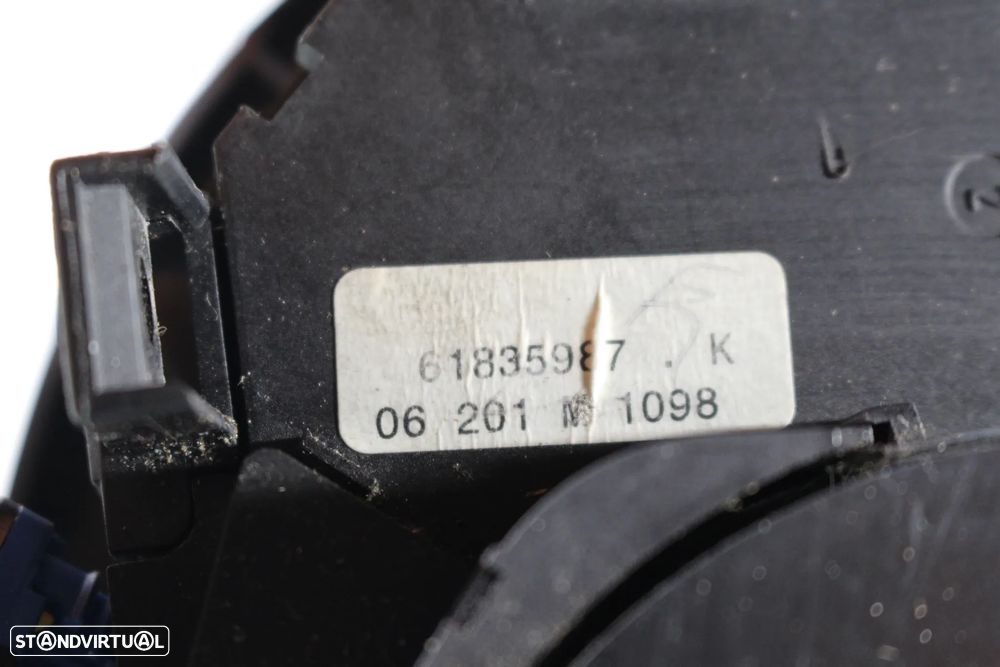 61835987 . K
06 201 M 1098
STANDVIRTUAL